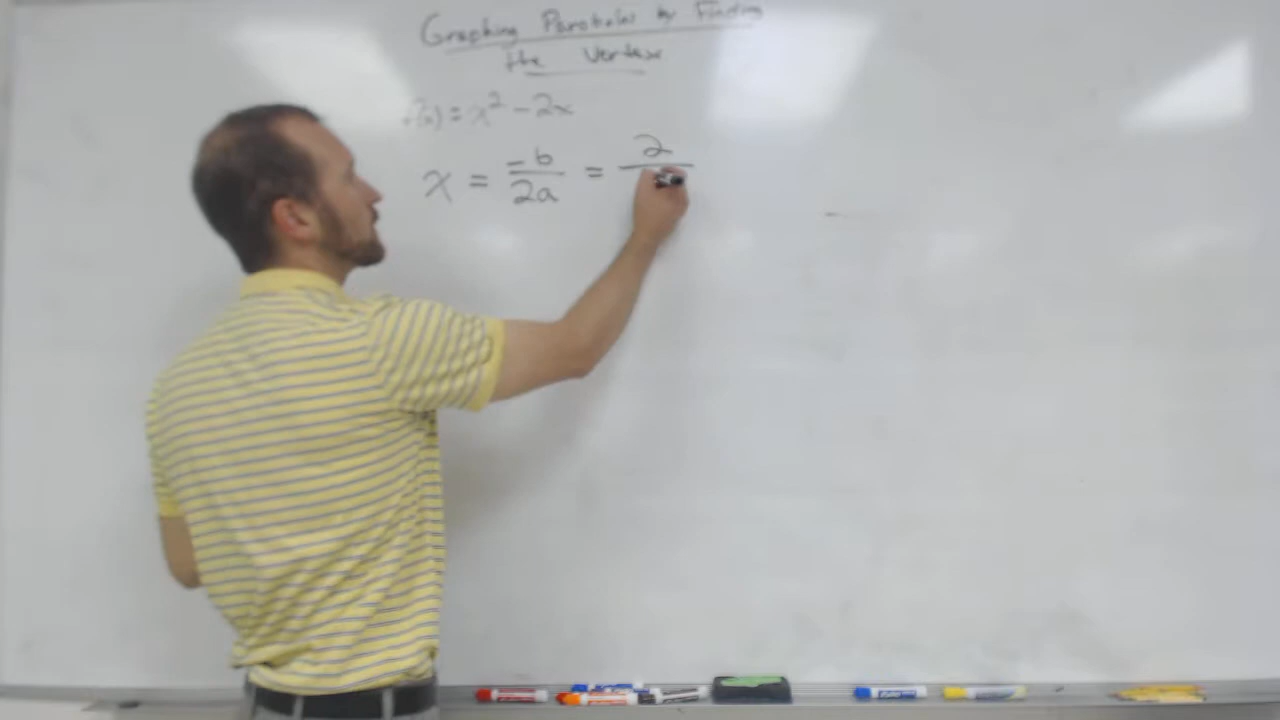 Graphing Parabolas by Finding
the Vertex
f(x) = x² - 2x
x = -b/2a = 2/